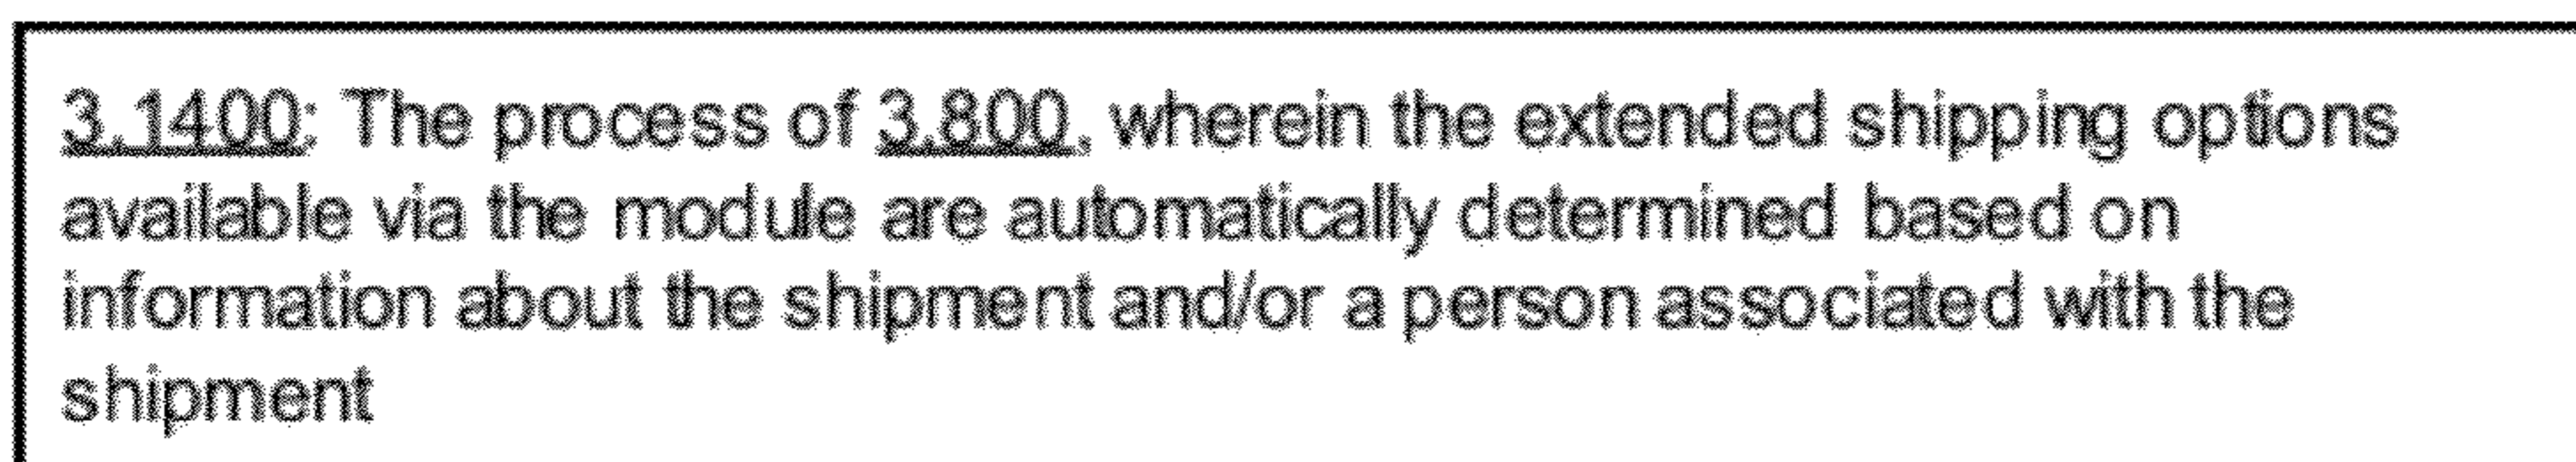 3.1400: The process of 3.800, wherein the extended shipping options
available via the module are automatically determined based on
information about the shipment and/or a person associated with the
shipment